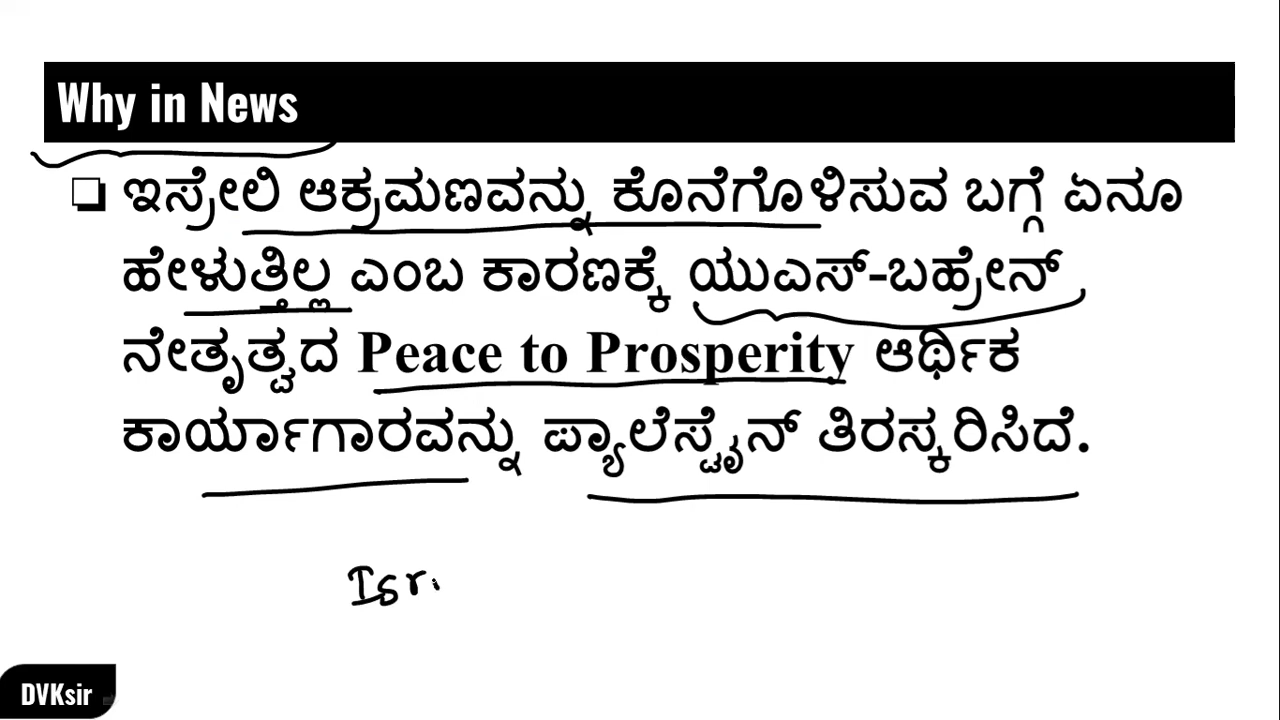 Why in News
❏ ಇಸ್ರೇಲಿ ಆಕ್ರಮಣವನ್ನು ಕೊನೆಗೊಳಿಸುವ ಬಗ್ಗೆ ಏನೂ
ಹೇಳುತ್ತಿಲ್ಲ ಎಂಬ ಕಾರಣಕ್ಕೆ ಯುಎಸ್-ಬಹ್ರೇನ್
ನೇತೃತ್ವದ Peace to Prosperity ಆರ್ಥಿಕ
ಕಾರ್ಯಾಗಾರವನ್ನು ಪ್ಯಾಲೆಸ್ಟೈನ್ ತಿರಸ್ಕರಿಸಿದೆ.
Isr
DVKsir